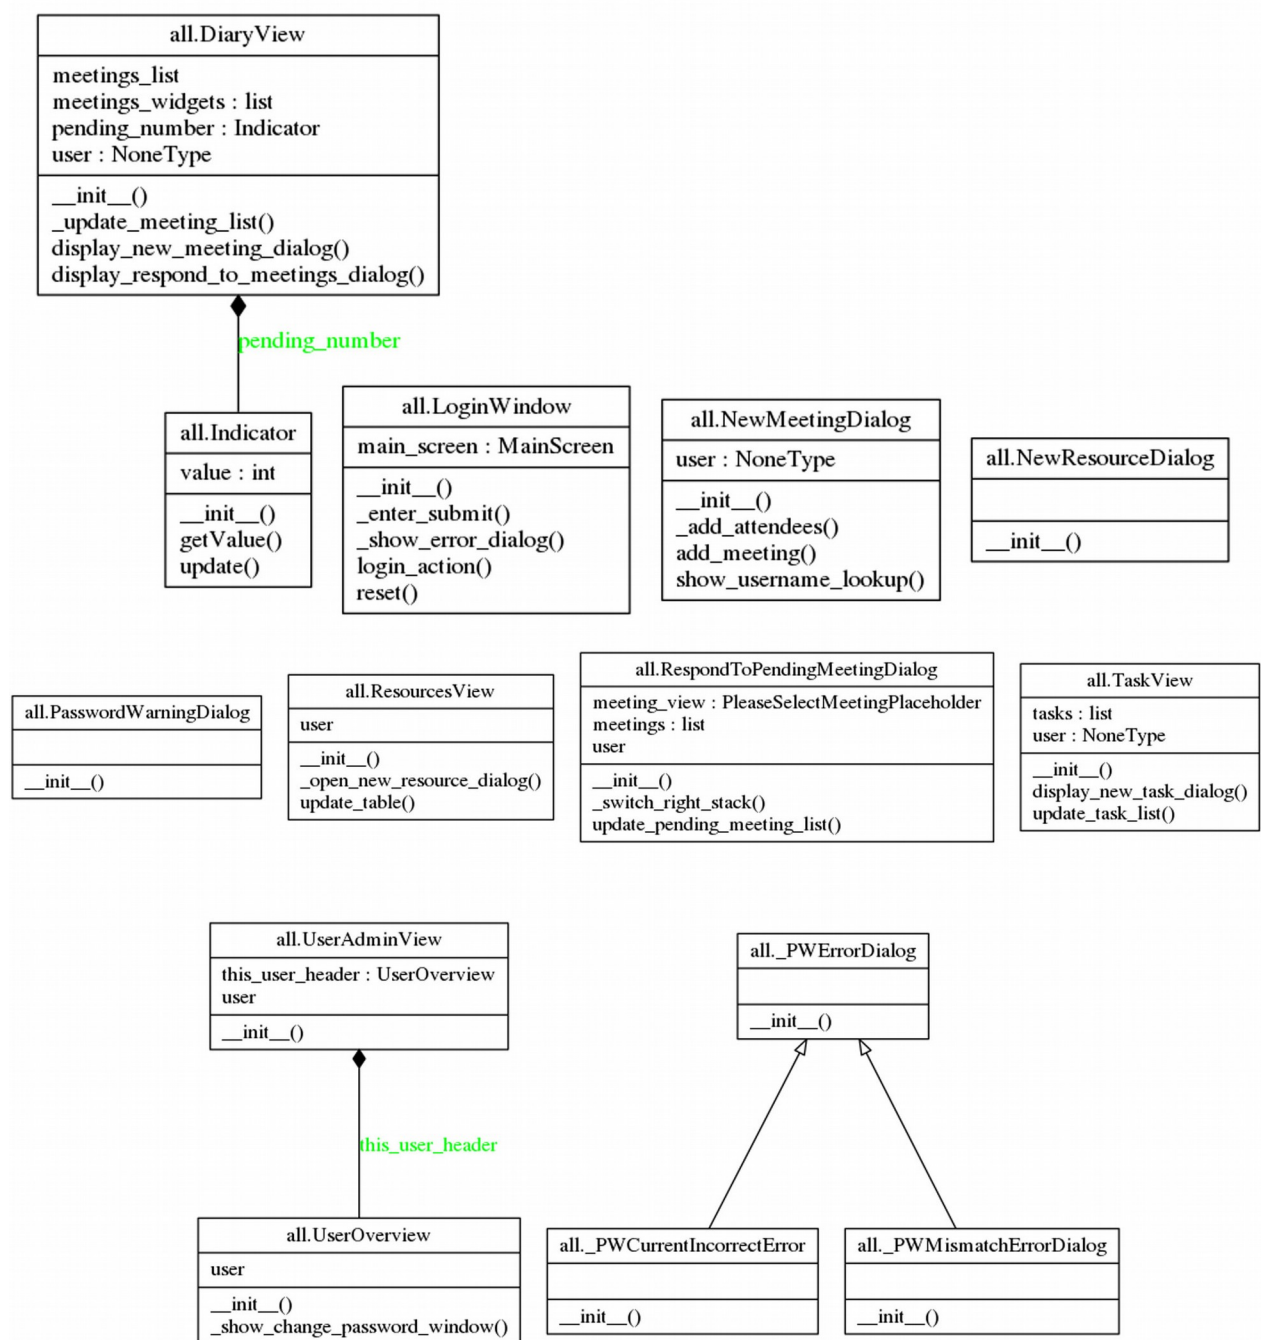 all.DiaryView
meetings_list
meetings_widgets : list
pending_number : Indicator
user : NoneType
__init__()
_update_meeting_list()
display_new_meeting_dialog()
display_respond_to_meetings_dialog()
pending_number
all.Indicator
value : int
__init__()
getValue()
update()
all.LoginWindow
main_screen : MainScreen
__init__()
_enter_submit()
_show_error_dialog()
login_action()
reset()
all.NewMeetingDialog
user : NoneType
__init__()
_add_attendees()
add_meeting()
show_username_lookup()
all.NewResourceDialog
__init__()
all.PasswordWarningDialog
__init__()
all.ResourcesView
user
__init__()
_open_new_resource_dialog()
update_table()
all.RespondToPendingMeetingDialog
meeting_view : PleaseSelectMeetingPlaceholder
meetings : list
user
__init__()
_switch_right_stack()
update_pending_meeting_list()
all.TaskView
tasks : list
user : NoneType
__init__()
display_new_task_dialog()
update_task_list()
all.UserAdminView
this_user_header : UserOverview
user
__init__()
this_user_header
all.UserOverview
user
__init__()
_show_change_password_window()
all._PWErrorDialog
__init__()
all._PWCurrentIncorrectError
__init__()
all._PWMismatchErrorDialog
__init__()